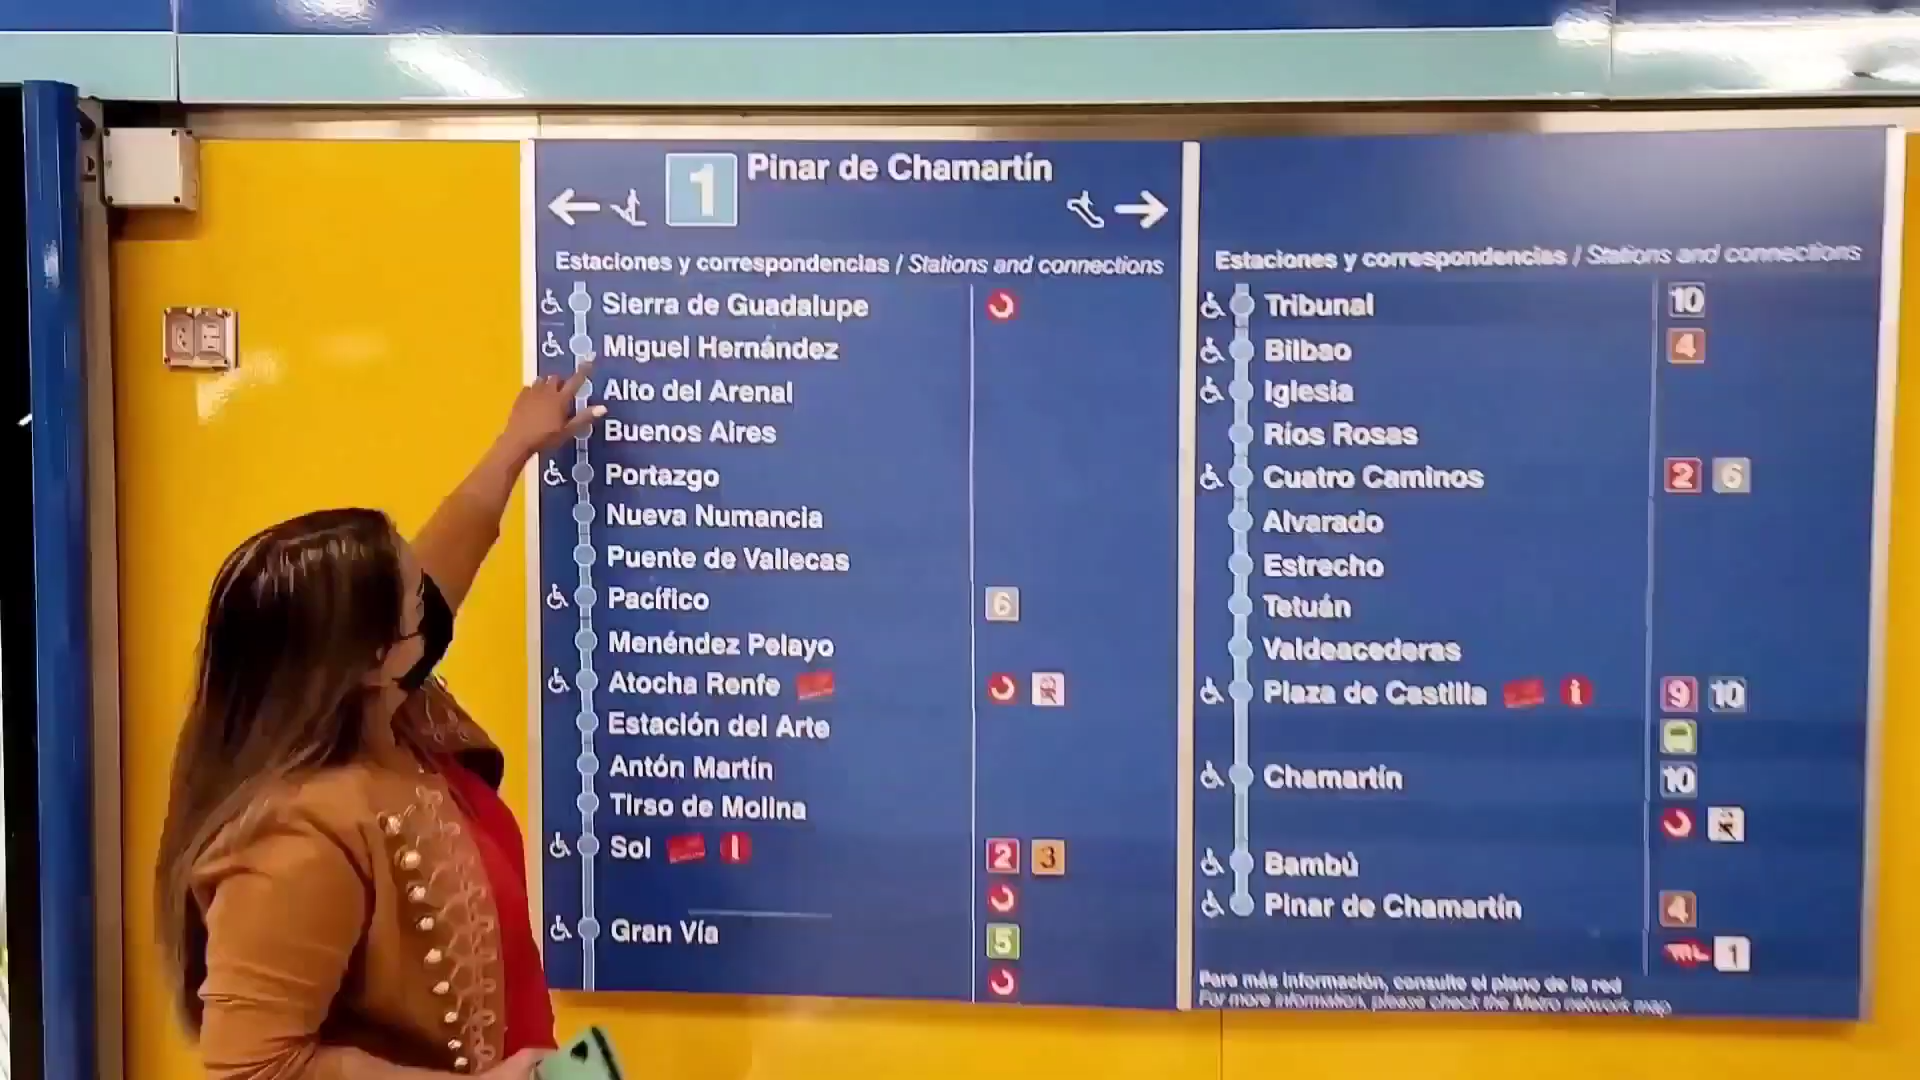 1 Pinar de Chamartín
Estaciones y correspondencias / Stations and connections
Sierra de Guadalupe
Miguel Hernández
Alto del Arenal
Buenos Aires
Portazgo
Nueva Numancia
Puente de Vallecas
Pacífico 6
Menéndez Pelayo
Atocha Renfe
Estación del Arte
Antón Martín
Tirso de Molina
Sol i 2 3
Gran Vía 5
Estaciones y correspondencias / Stations and connections
Tribunal 10
Bilbao 4
Iglesia
Ríos Rosas
Cuatro Caminos 2 6
Alvarado
Estrecho
Tetuán
Valdeacederas
Plaza de Castilla i 9 10
Chamartín 10
Bambú
Pinar de Chamartín 4
ML 1
Para más información, consulte el plano de la red
For more information, please check the Metro network map